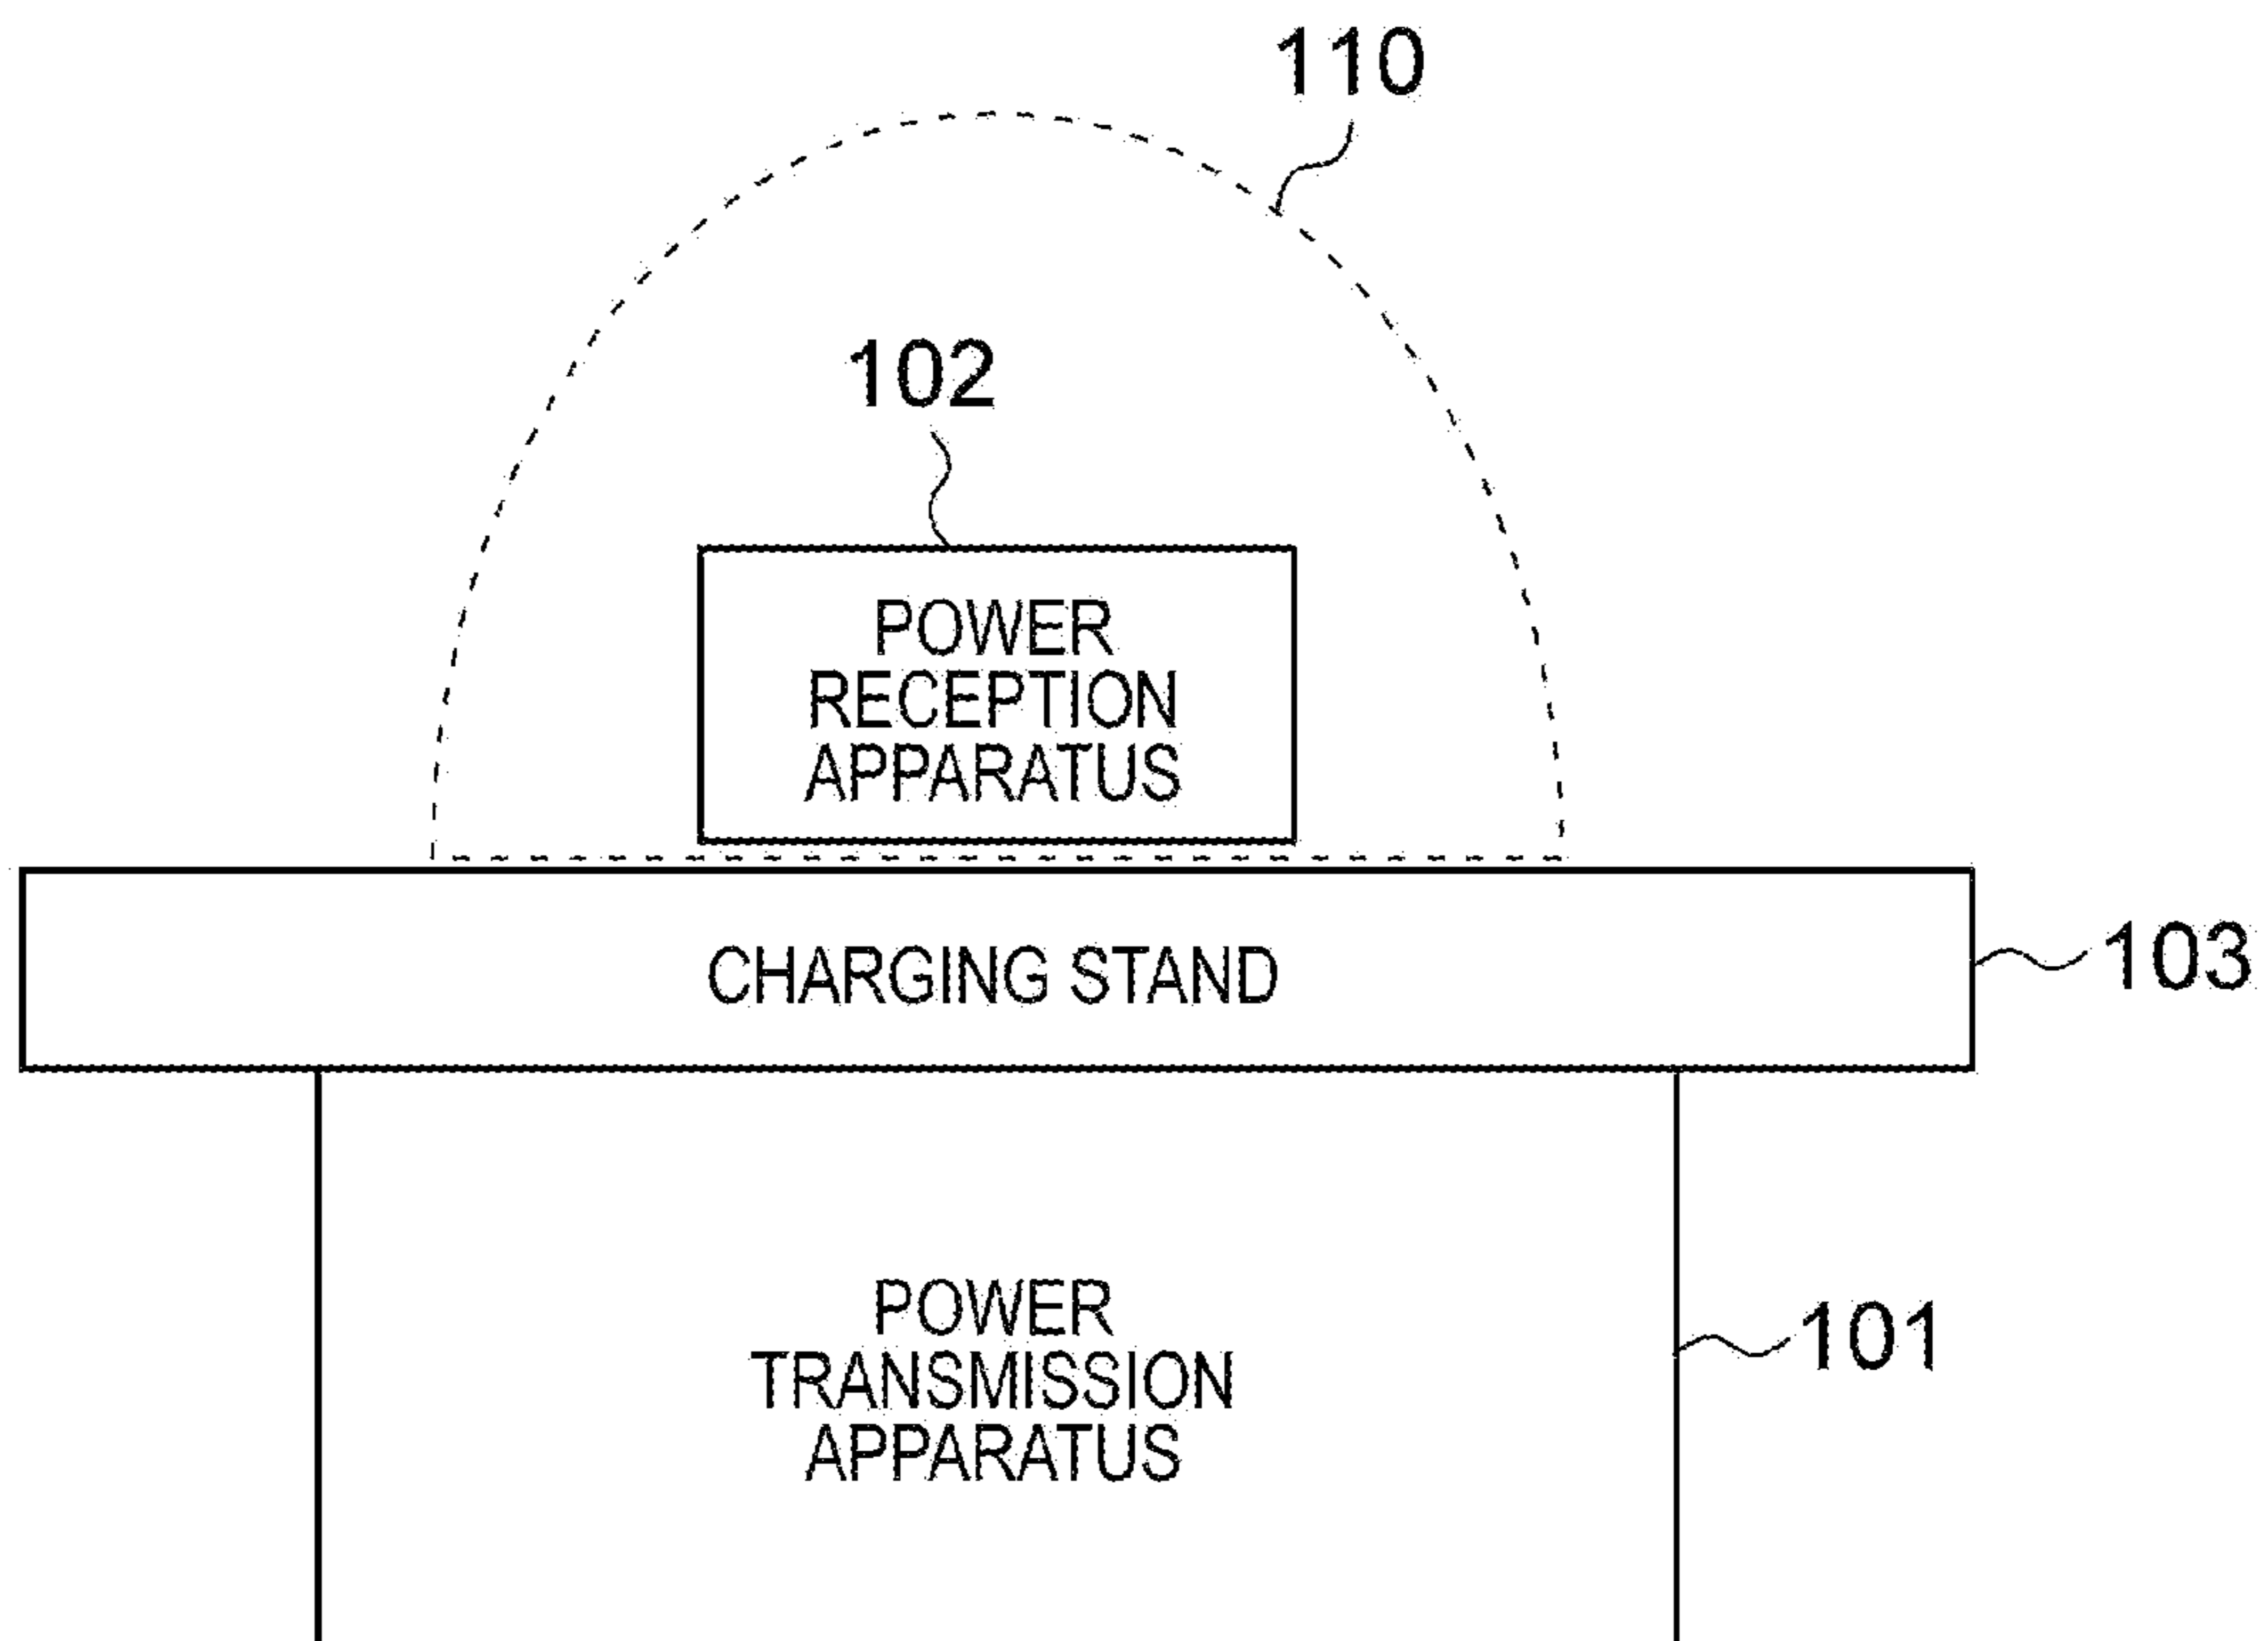 110
102
POWER
RECEPTION
APPARATUS
CHARGING STAND
103
POWER
TRANSMISSION
APPARATUS
101